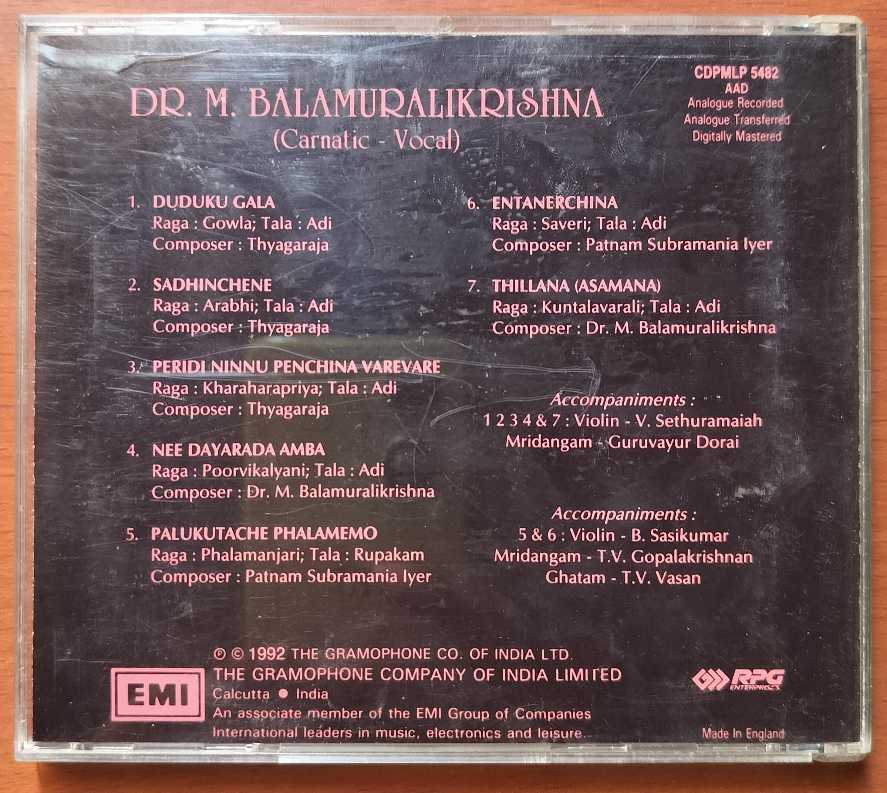 DR. M. BALAMURALIKRISHNA
(Carnatic - Vocal)
CDPMLP 5482
AAD
Analogue Recorded
Analogue Transferred
Digitally Mastered
1. DUDUKU GALA
Raga : Gowla; Tala : Adi
Composer : Thyagaraja
2. SADHINCHENE
Raga : Arabhi; Tala : Adi
Composer : Thyagaraja
3. PERIDI NINNU PENCHINA VAREVARE
Raga : Kharaharapriya; Tala : Adi
Composer : Thyagaraja
4. NEE DAYARADA AMBA
Raga : Poorvikalyani; Tala : Adi
Composer : Dr. M. Balamuralikrishna
5. PALUKUTACHE PHALAMEMO
Raga : Phalamanjari; Tala : Rupakam
Composer : Patnam Subramania Iyer
6. ENTANERCHINA
Raga : Saveri; Tala : Adi
Composer : Patnam Subramania Iyer
7. THILLANA (ASAMANA)
Raga : Kuntalavarali; Tala : Adi
Composer : Dr. M. Balamuralikrishna
Accompaniments :
1 2 3 4 & 7 : Violin - V. Sethuramaiah
Mridangam - Guruvayur Dorai
Accompaniments :
5 & 6 : Violin - B. Sasikumar
Mridangam - T.V. Gopalakrishnan
Ghatam - T.V. Vasan
℗ © 1992 THE GRAMOPHONE CO. OF INDIA LTD.
THE GRAMOPHONE COMPANY OF INDIA LIMITED
Calcutta ● India
An associate member of the EMI Group of Companies
International leaders in music, electronics and leisure.
EMI
RPG
ENTERPRISES
Made in England